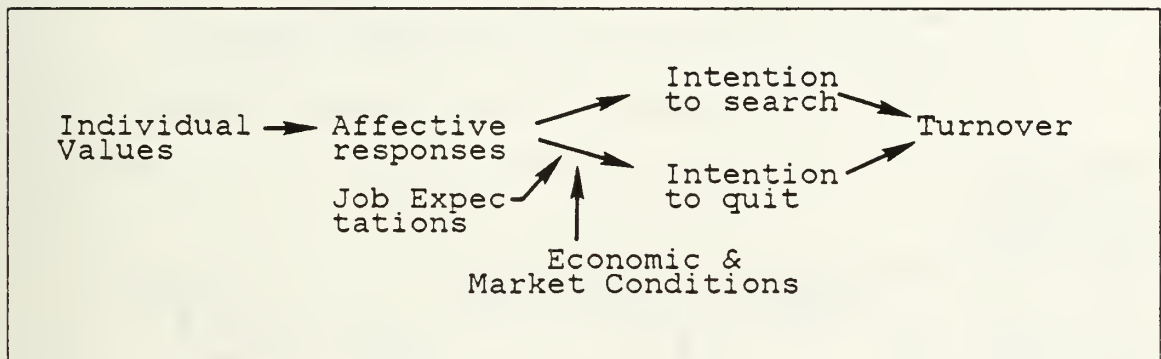 Individual
Values
Affective
responses
Job Expec
tations
Intention
to search
Intention
to quit
Economic &
Market Conditions
Turnover